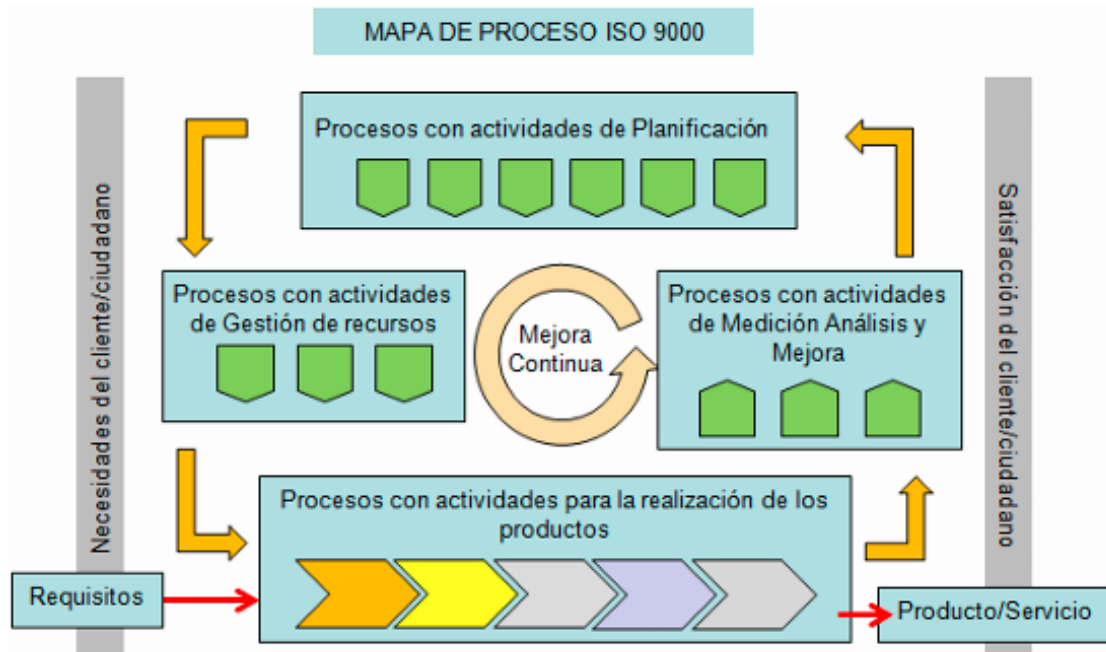 MAPA DE PROCESO ISO 9000
Necesidades del cliente/ciudadano
Procesos con actividades de Planificación
Satisfacción del cliente/ciudadano
Procesos con actividades
de Gestión de recursos
Mejora
Continua
Procesos con actividades
de Medición Análisis y
Mejora
Procesos con actividades para la realización de los
productos
Requisitos
Producto/Servicio